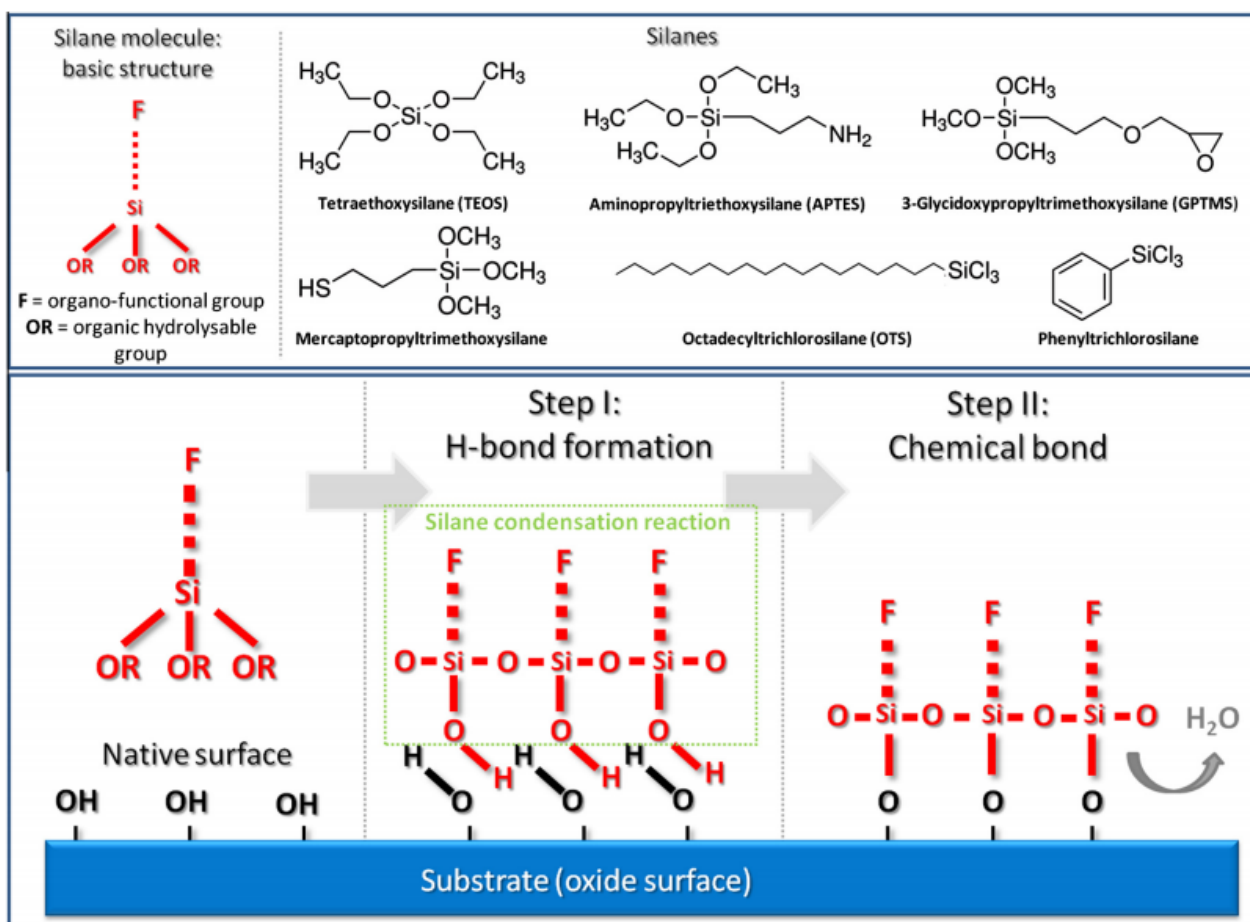 Silane molecule:
basic structure
F
Si
OR OR OR
F = organo-functional group
OR = organic hydrolysable
group
Silanes
H₃C O O CH₃
Si
H₃C O O CH₃
Tetraethoxysilane (TEOS)
O CH₃
H₃C O Si NH₂
H₃C O
Aminopropyltriethoxysilane (APTES)
OCH₃
H₃CO Si O
OCH₃ O
3-Glycidoxypropyltrimethoxysilane (GPTMS)
OCH₃
HS Si OCH₃
OCH₃
Mercaptopropyltrimethoxysilane
SiCl₃
Octadecyltrichlorosilane (OTS)
SiCl₃
Phenyltrichlorosilane
F
Si
OR OR OR
Native surface
OH OH OH
Step I:
H-bond formation
Silane condensation reaction
F F F
O Si O Si O Si O
O O O
H H H H H H
O O O
Step II:
Chemical bond
F F F
O Si O Si O Si O
H₂O
O O O
Substrate (oxide surface)